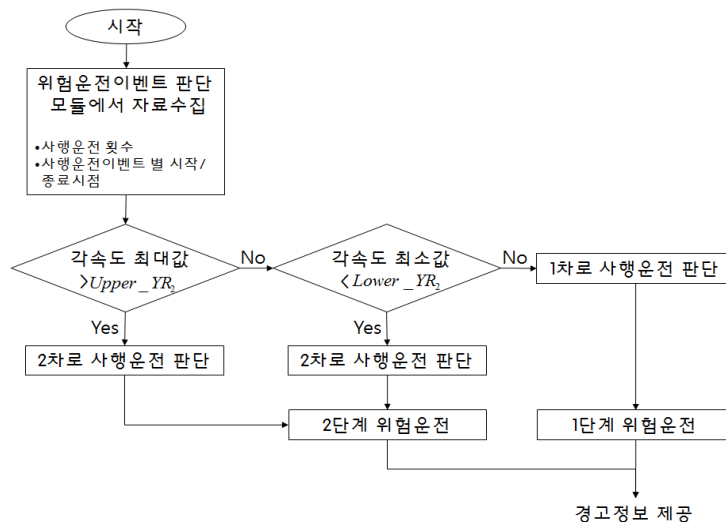 시작
위험운전이벤트 판단
모듈에서 자료수집
•사행운전 횟수
•사행운전이벤트 별 시작/
종료시점
각속도 최대값
>Upper_YR₂
No
각속도 최소값
<Lower_YR₂
No
1차로 사행운전 판단
Yes
Yes
2차로 사행운전 판단
2차로 사행운전 판단
2단계 위험운전
1단계 위험운전
경고정보 제공